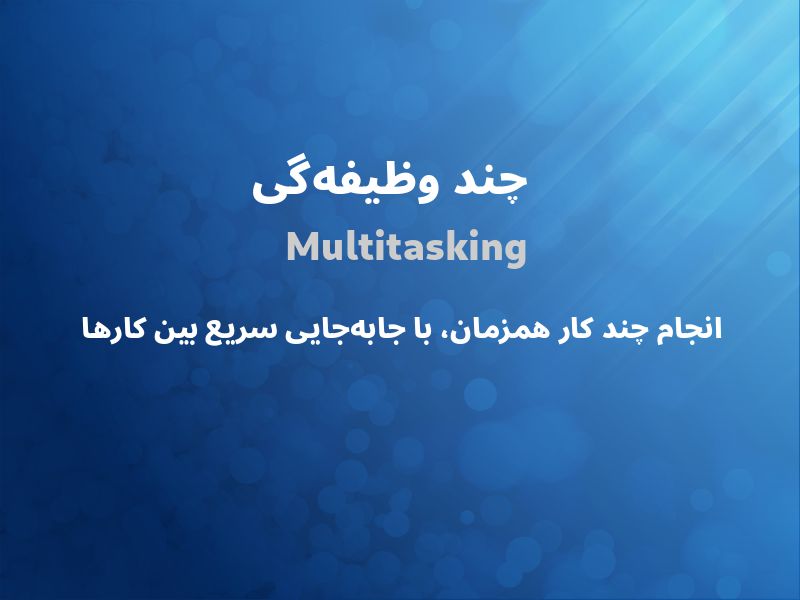 چند وظیفه‌گی
Multitasking
انجام چند کار همزمان، با جابه‌جایی سریع بین کارها